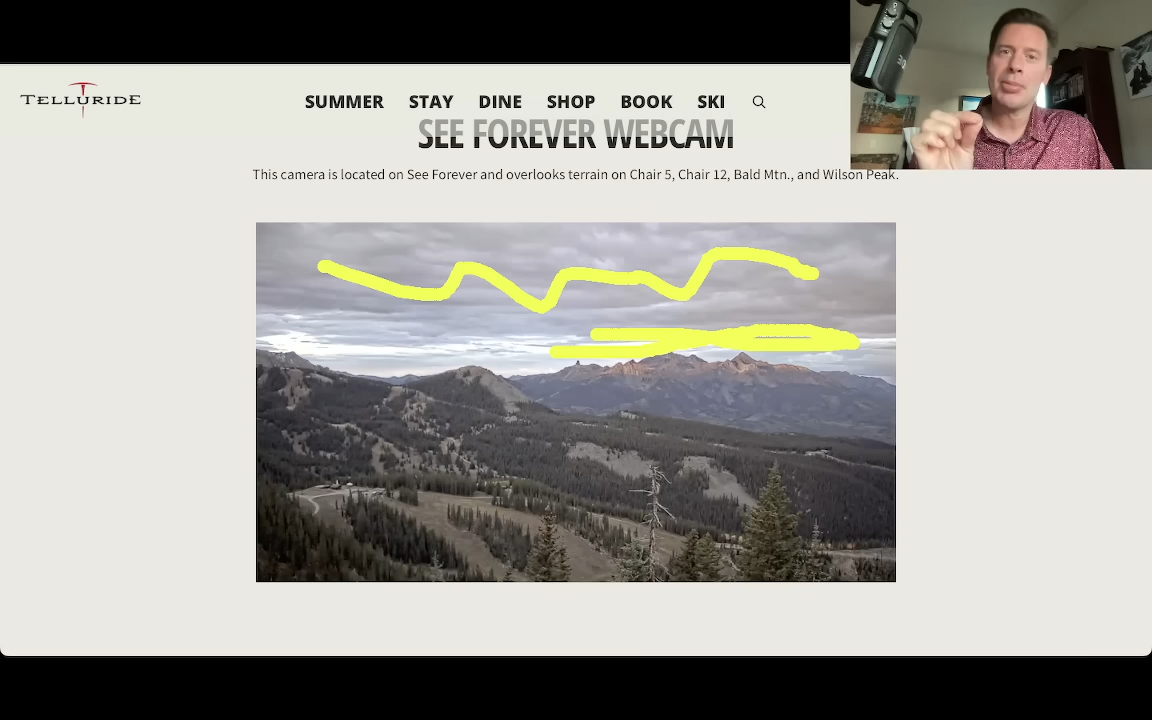 TELLURIDE
SUMMER STAY DINE SHOP BOOK SKI
SEE FOREVER WEBCAM
This camera is located on See Forever and overlooks terrain on Chair 5, Chair 12, Bald Mtn., and Wilson Peak.